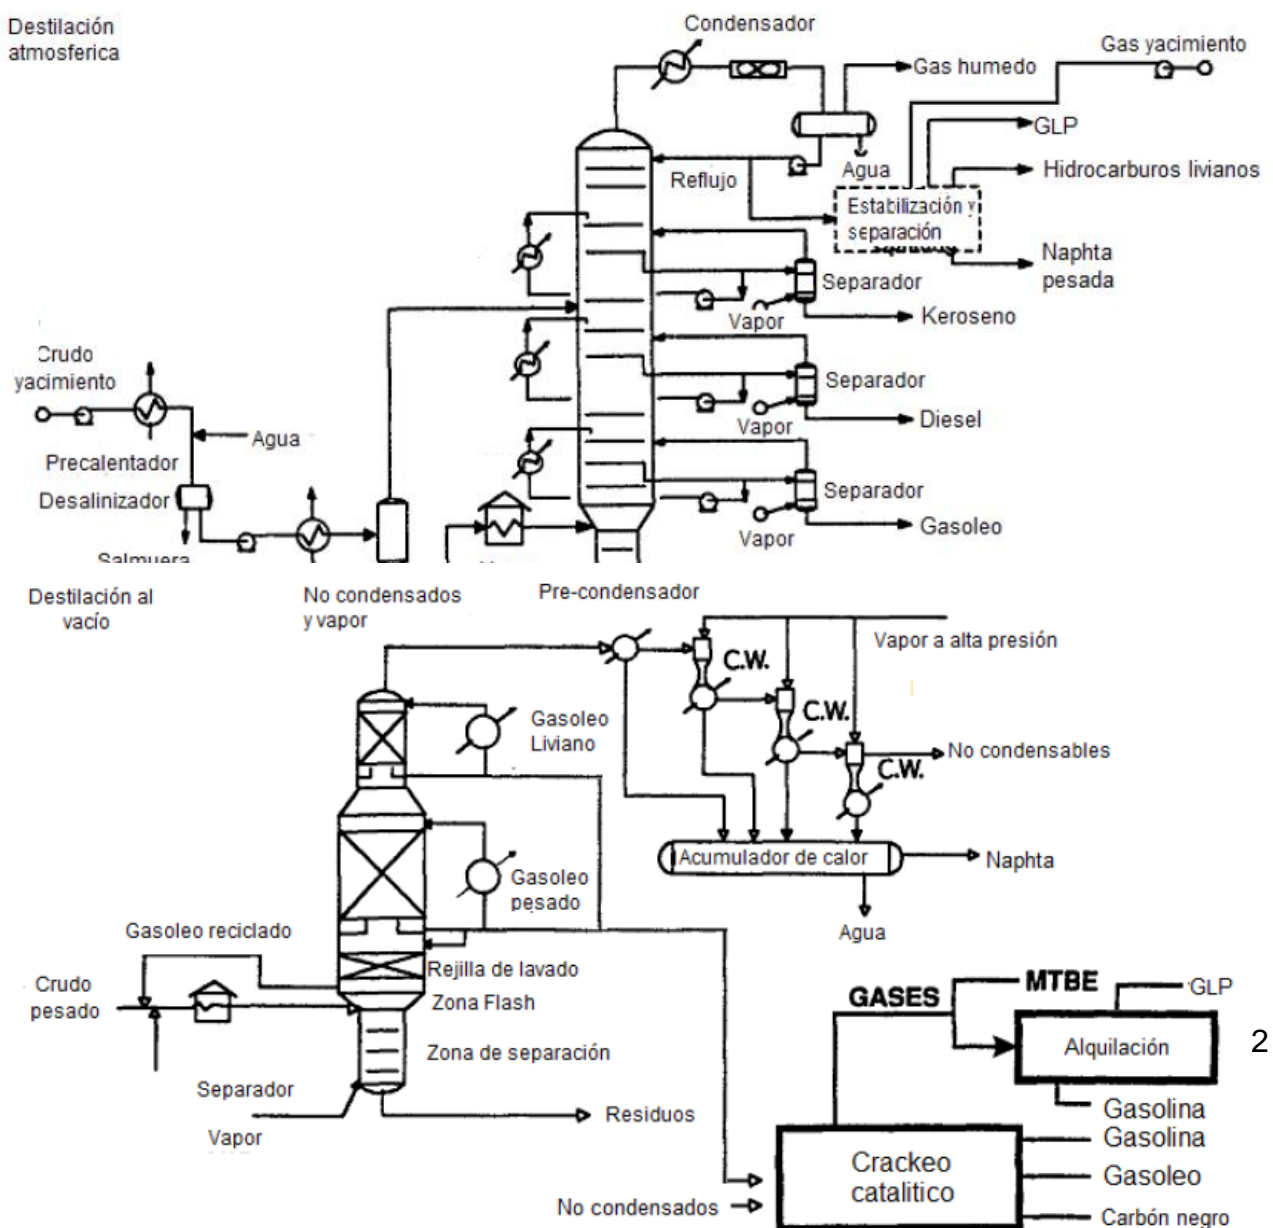 Destilación
atmosferica
Condensador
Gas yacimiento
Gas humedo
GLP
Agua
Hidrocarburos livianos
Reflujo
Estabilización y
separación
Naphta
pesada
Separador
Vapor
Keroseno
Crudo
yacimiento
Separador
Vapor
Diesel
Agua
Precalentador
Desalinizador
Separador
Vapor
Gasoleo
Salmuera
Destilación al
vacío
No condensados
y vapor
Pre-condensador
Vapor a alta presión
C.W.
C.W.
Gasoleo
Liviano
No condensables
C.W.
Acumulador de calor
Naphta
Gasoleo
pesado
Agua
Gasoleo reciclado
Rejilla de lavado
Crudo
pesado
Zona Flash
GASES
MTBE
GLP
Zona de separación
Alquilación
2
Separador
Vapor
Residuos
Gasolina
Gasolina
Crackeo
catalitico
Gasoleo
No condensados
Carbón negro